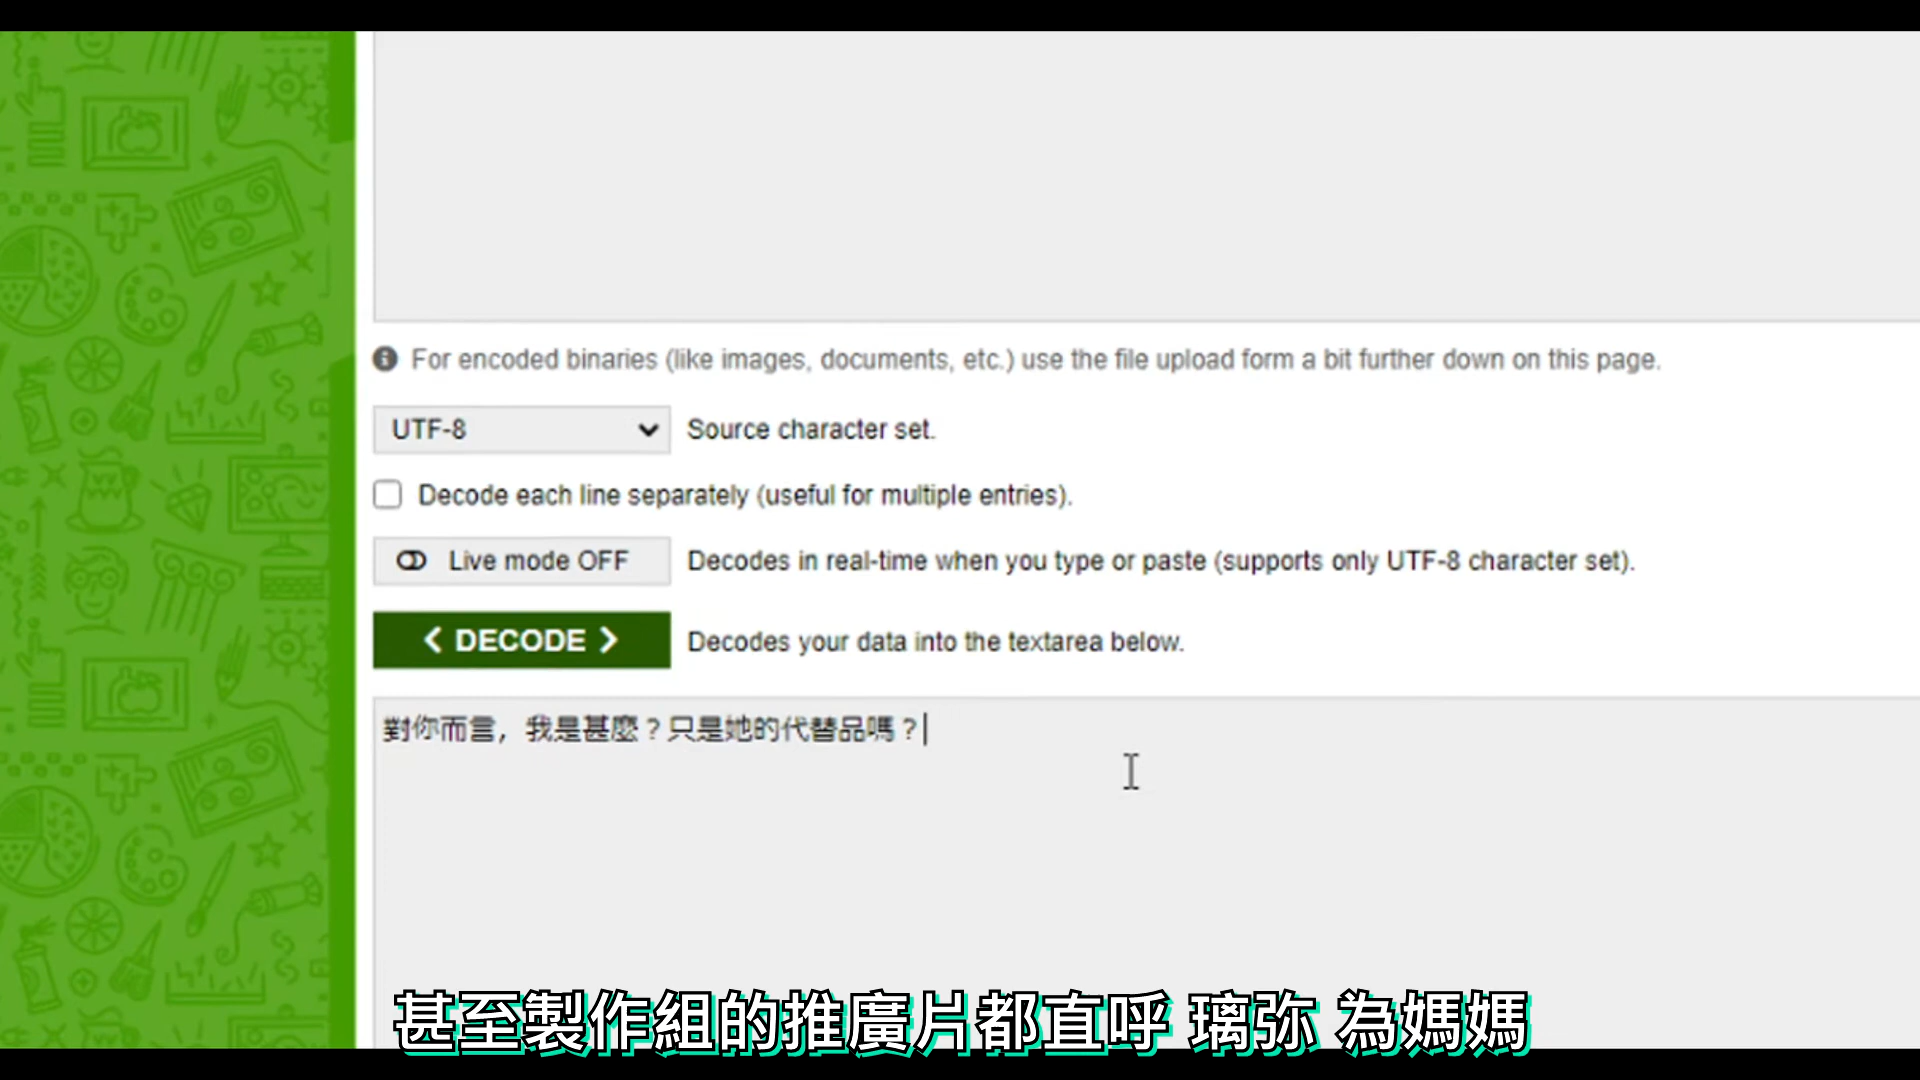 For encoded binaries (like images, documents, etc.) use the file upload form a bit further down on this page.
UTF-8 Source character set.
Decode each line separately (useful for multiple entries).
Live mode OFF Decodes in real-time when you type or paste (supports only UTF-8 character set).
< DECODE > Decodes your data into the textarea below.
對你而言，我是甚麼？只是她的代替品嗎？
甚至製作組的推廣片都直呼 璃弥 為媽媽